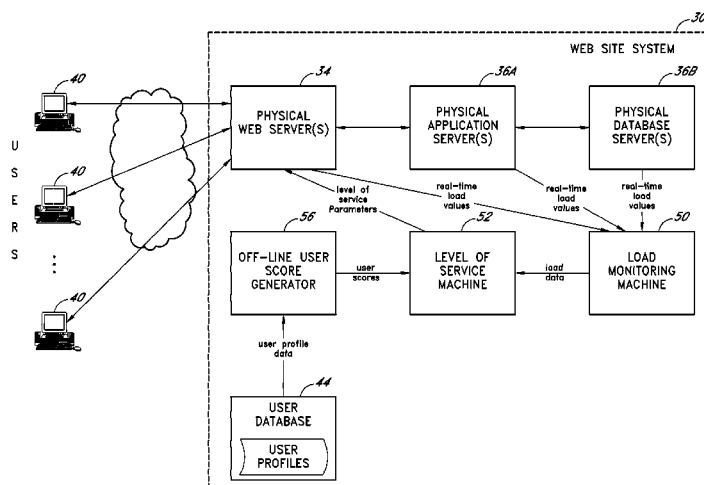 30
WEB SITE SYSTEM
40
34
36A
36B
PHYSICAL
WEB SERVER(S)
PHYSICAL
APPLICATION
SERVER(S)
PHYSICAL
DATABASE
SERVER(S)
USERS
40
level of
service
Parameters
real-time
load
values
real-time
load
values
real-time
load
values
56
52
50
OFF-LINE USER
SCORE
GENERATOR
user
scores
LEVEL OF
SERVICE
MACHINE
load
data
LOAD
MONITORING
MACHINE
40
user profile
data
44
USER
DATABASE
USER
PROFILES